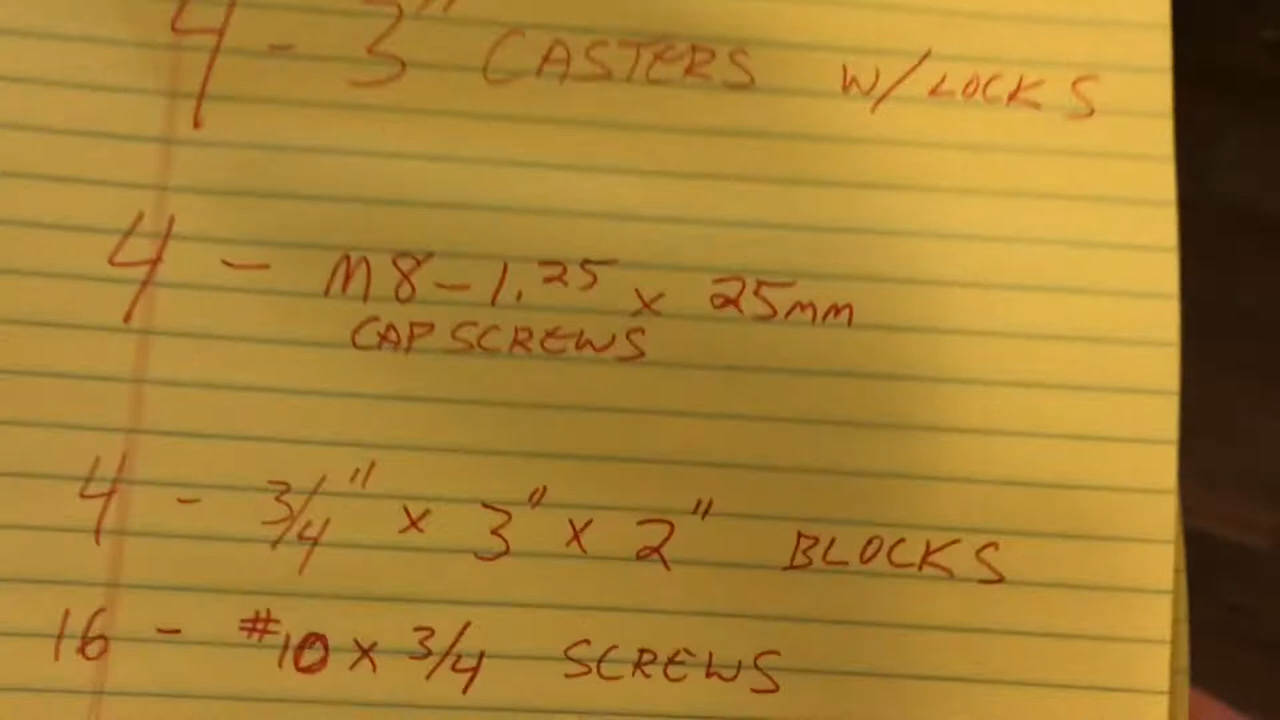 4 - 3" CASTERS W/LOCKS
4 - M8-1.25 x 25mm
CAP SCREWS
4 - 3/4" x 3" x 2" BLOCKS
16 - #10 x 3/4 SCREWS